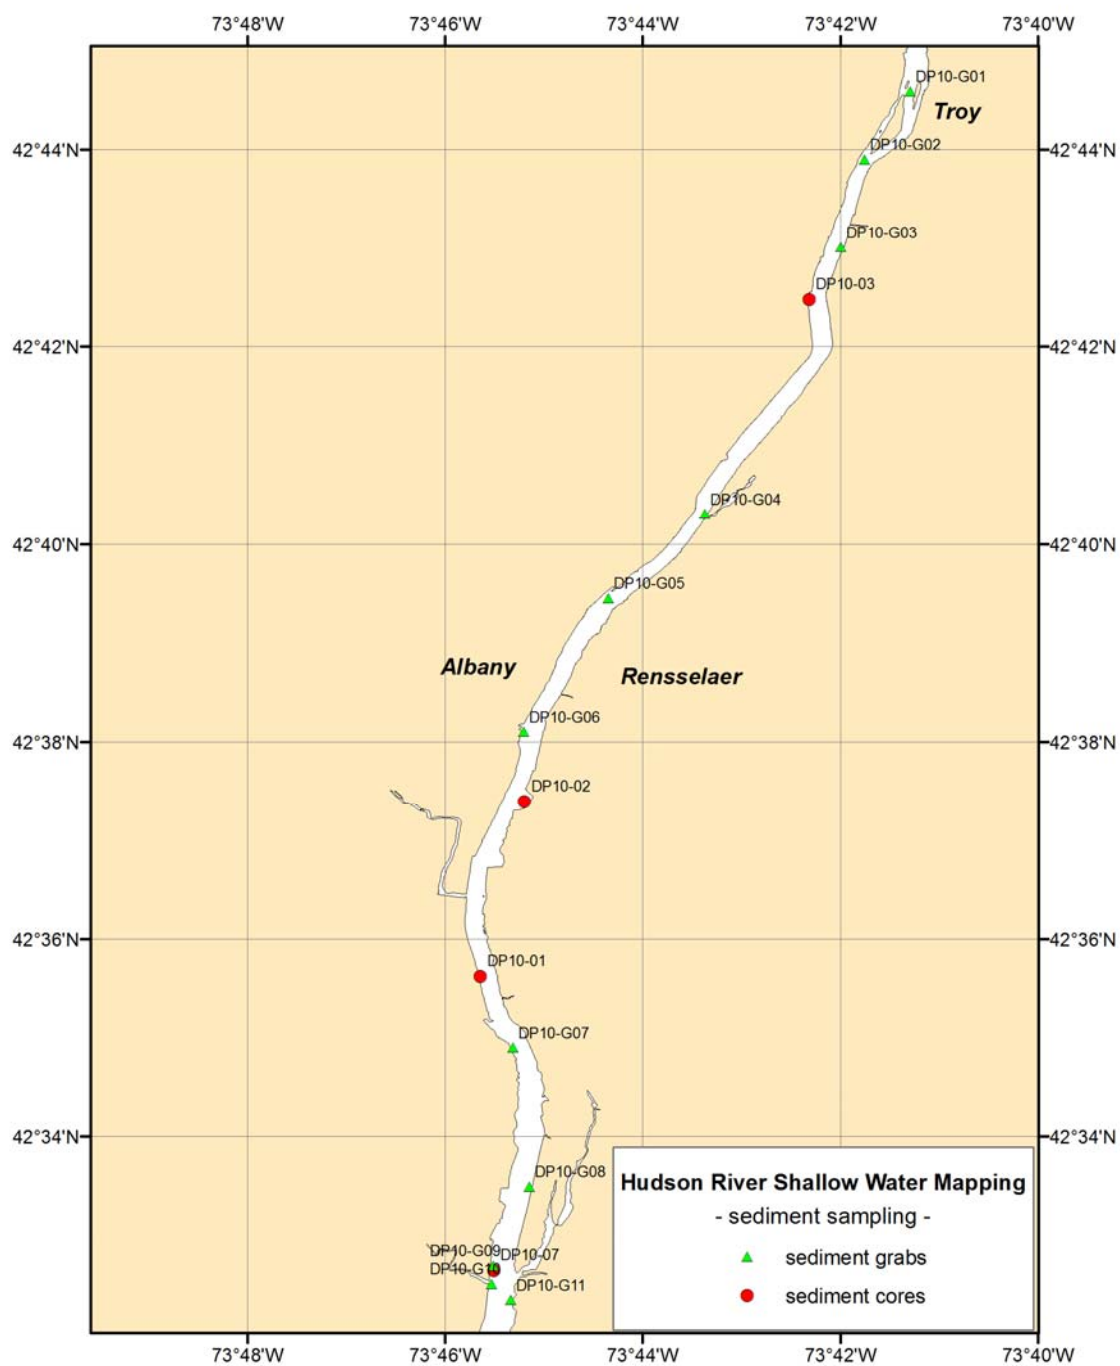 73°48'W
73°46'W
73°44'W
73°42'W
73°40'W
DP10-G01
Troy
42°44'N
DP10-G02
42°44'N
DP10-G03
DP10-03
42°42'N
42°42'N
DP10-G04
42°40'N
42°40'N
DP10-G05
Albany
Rensselaer
DP10-G06
42°38'N
42°38'N
DP10-02
42°36'N
42°36'N
DP10-01
DP10-G07
42°34'N
42°34'N
DP10-G08
Hudson River Shallow Water Mapping
- sediment sampling -
DP10-G09
DP10-07
sediment grabs
DP10-G10
DP10-G11
sediment cores
73°48'W
73°46'W
73°44'W
73°42'W
73°40'W